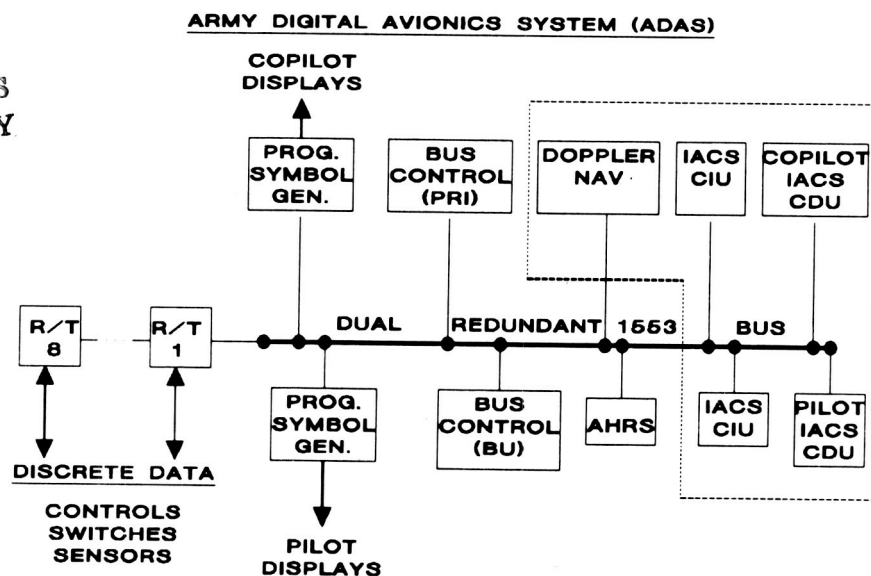 ARMY DIGITAL AVIONICS SYSTEM (ADAS)
S
Y
COPILOT
DISPLAYS
PROG.
SYMBOL
GEN.
BUS
CONTROL
(PRI)
DOPPLER
NAV
IACS
CIU
COPILOT
IACS
CDU
R/T
8
R/T
1
DUAL REDUNDANT 1553 BUS
PROG.
SYMBOL
GEN.
BUS
CONTROL
(BU)
AHRS
IACS
CIU
PILOT
IACS
CDU
DISCRETE DATA
CONTROLS
SWITCHES
SENSORS
PILOT
DISPLAYS